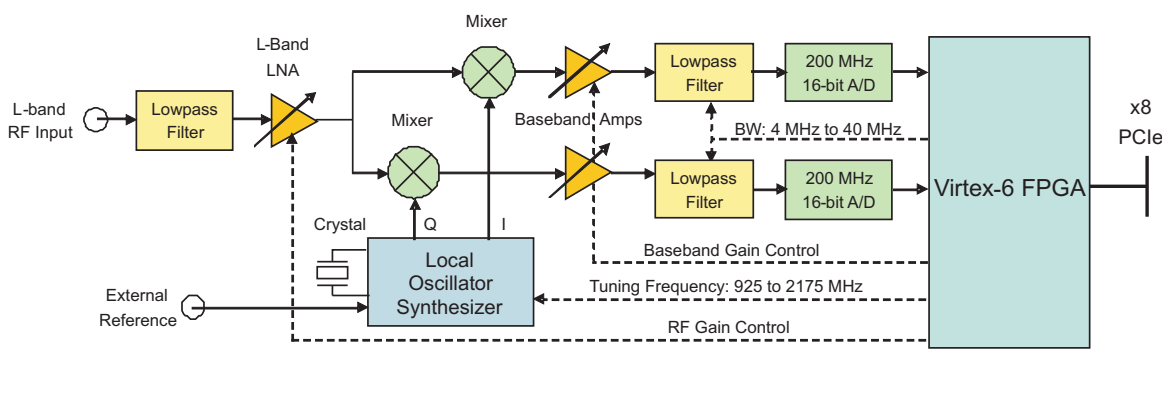 Mixer
L-Band
LNA
L-band
RF Input
Lowpass
Filter
Mixer
Baseband Amps
Lowpass
Filter
200 MHz
16-bit A/D
BW: 4 MHz to 40 MHz
Lowpass
Filter
200 MHz
16-bit A/D
Virtex-6 FPGA
x8
PCIe
Crystal
Q
I
Local
Oscillator
Synthesizer
External
Reference
Baseband Gain Control
Tuning Frequency: 925 to 2175 MHz
RF Gain Control